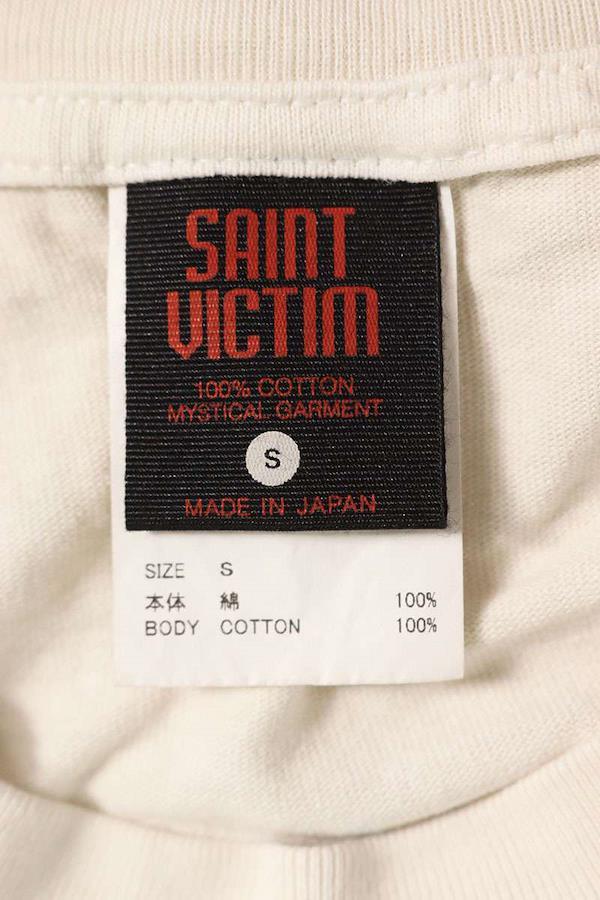 SAINT
VICTIM
100% COTTON
MYSTICAL GARMENT
S
MADE IN JAPAN
SIZE S
本体 綿 100%
BODY COTTON 100%